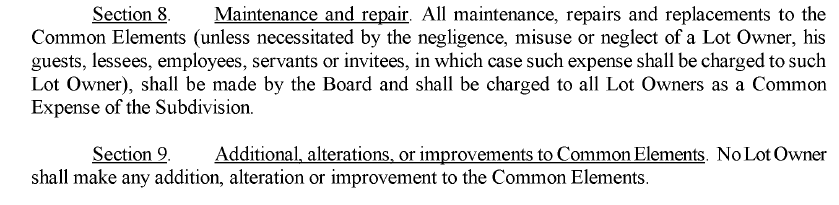 Section 8. Maintenance and repair. All maintenance, repairs and replacements to the
Common Elements (unless necessitated by the negligence, misuse or neglect of a Lot Owner, his
guests, lessees, employees, servants or invitees, in which case such expense shall be charged to such
Lot Owner), shall be made by the Board and shall be charged to all Lot Owners as a Common
Expense of the Subdivision.
Section 9. Additional, alterations, or improvements to Common Elements. No Lot Owner
shall make any addition, alteration or improvement to the Common Elements.